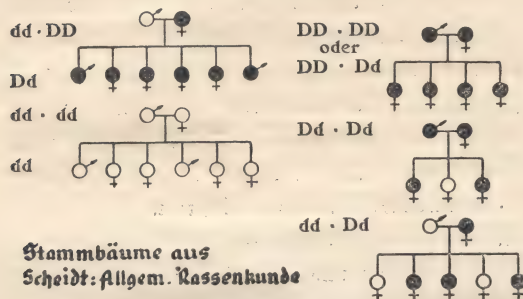 dd · DD
Dd
dd · dd
dd
DD · DD
oder
DD · Dd
Dd · Dd
dd · Dd
Stammbäume aus
Scheidt: Allgem. Rassenkunde